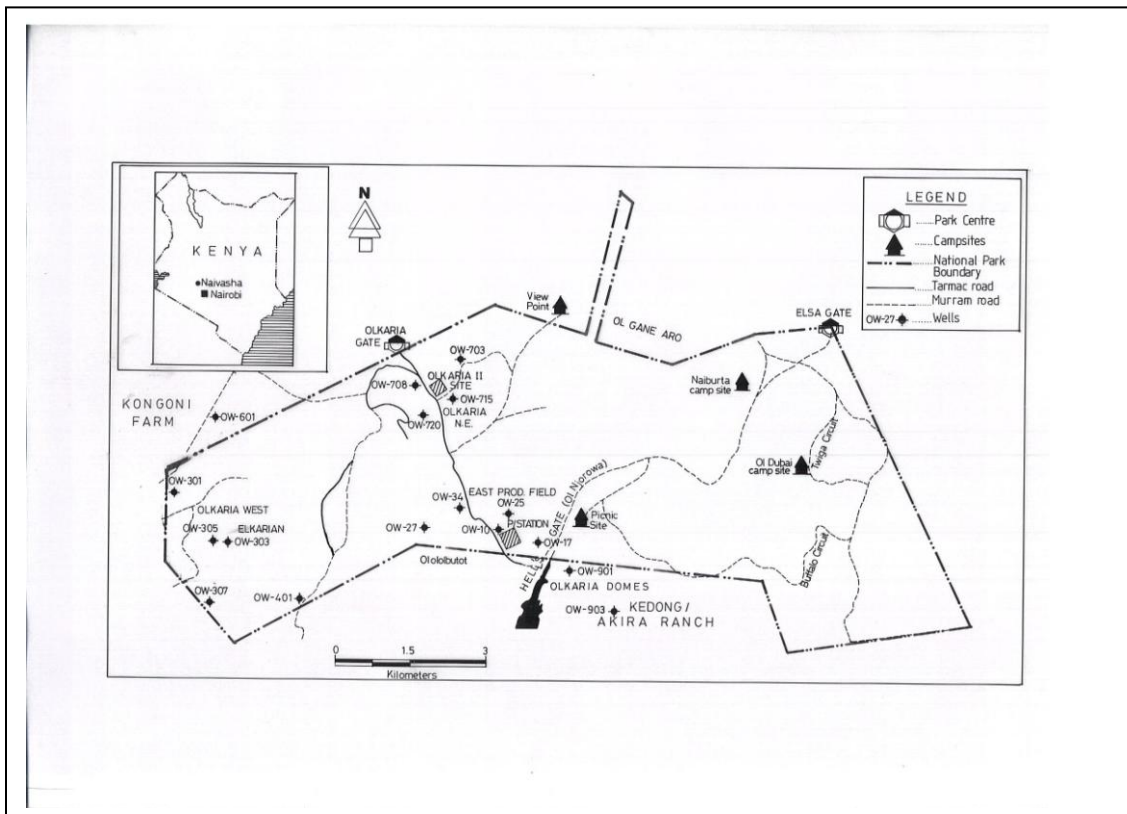 KENYA
Naivasha
Nairobi
N
LEGEND
Park Centre
Campsites
National Park
Boundary
Tarmac road
Murram road
OW-27
Wells
View
Point
OL GANE ARO
ELSA GATE
OLKARIA
GATE
OW-703
OLKARIA II
SITE
OW-708
OW-715
OLKARIA
N.E.
OW-720
Naiburta
camp site
KONGONI
FARM
OW-601
Ol Dubai
camp site
Twiga Circuit
OW-301
OLKARIA WEST
OW-305
ELKARIAN
OW-303
OW-34
EAST PROD. FIELD
OW-25
OW-10
P/STATION
OW-27
OW-17
HELLS GATE (Ol Njorowa)
Picnic
Site
Buffalo Circuit
Olololbutot
OW-307
OW-401
OW-901
OLKARIA DOMES
OW-903
KEDONG/
AKIRA RANCH
0 1.5 3
Kilometers